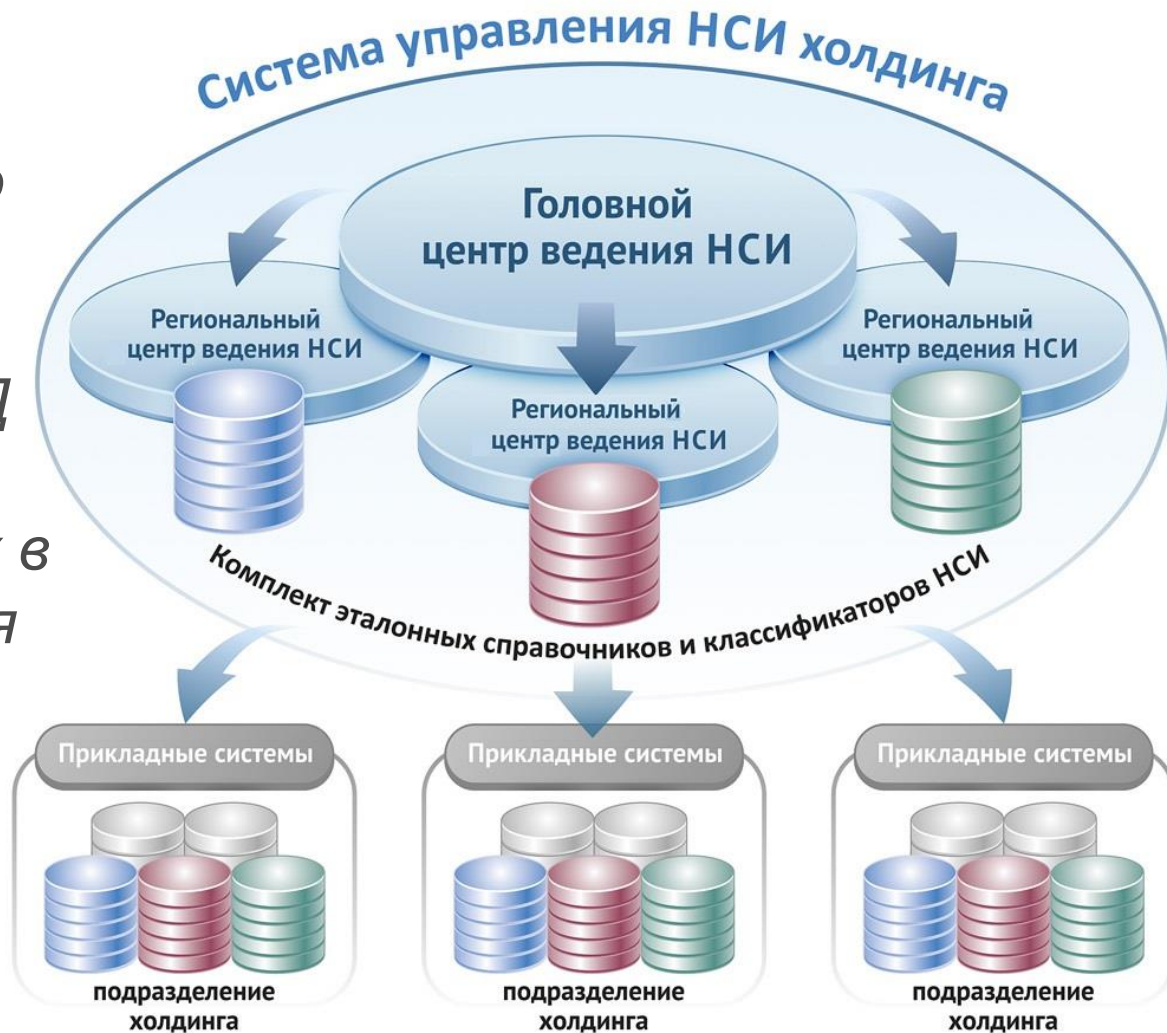 Система управления НСИ холдинга
Головной
центр ведения НСИ
Региональный
центр ведения НСИ
Региональный
центр ведения НСИ
Региональный
центр ведения НСИ
Комплект эталонных справочников и классификаторов НСИ
в
Прикладные системы
Прикладные системы
Прикладные системы
подразделение
холдинга
подразделение
холдинга
подразделение
холдинга